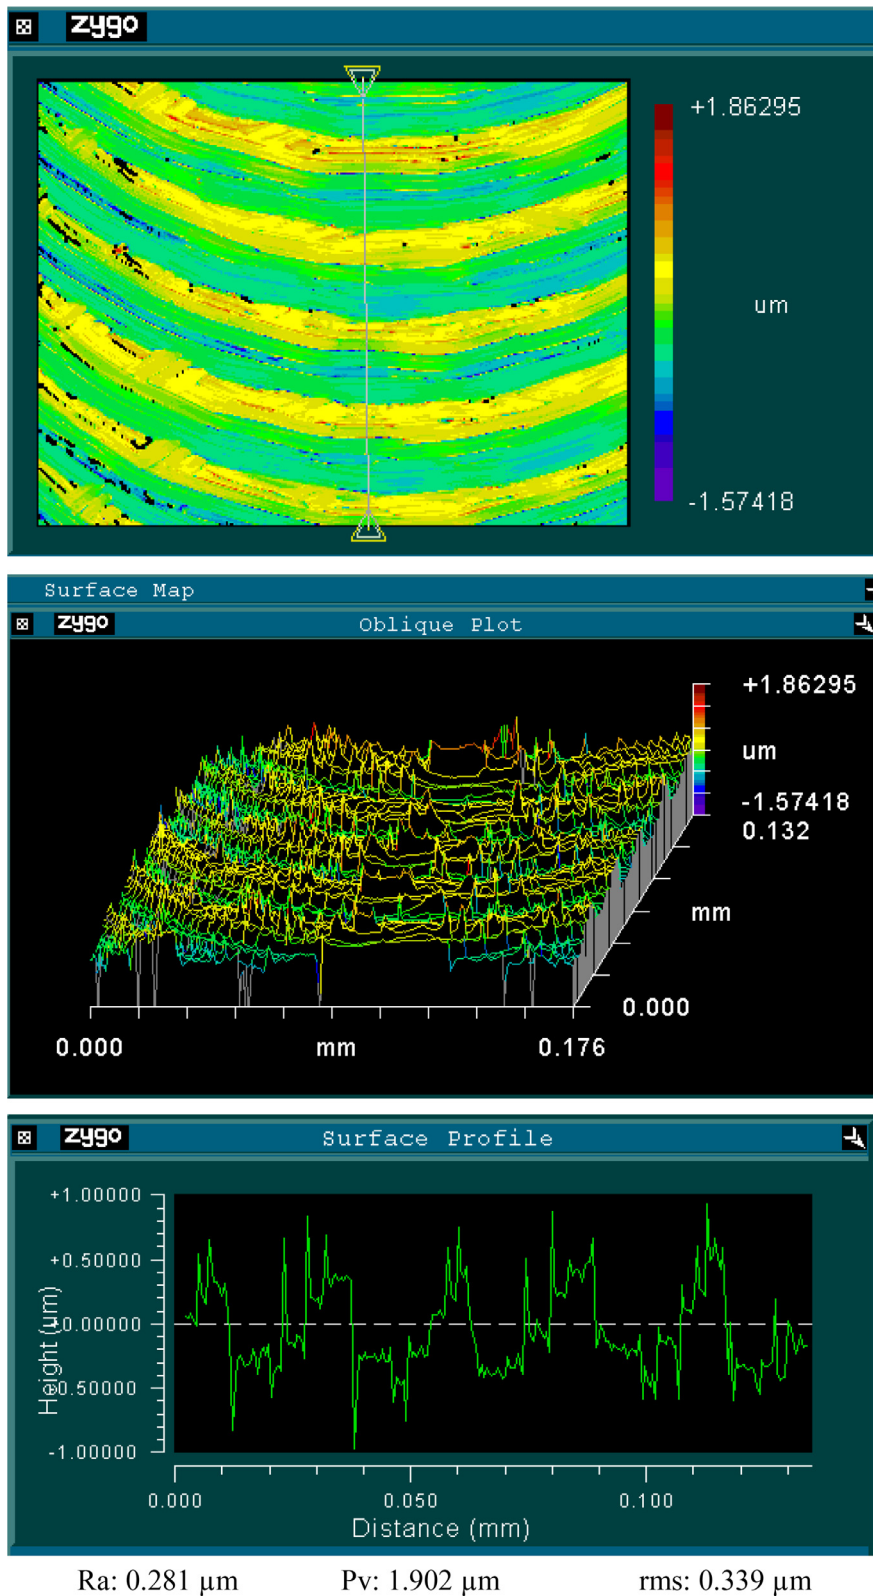 zygo
+1.86295
um
-1.57418
Surface Map
zygo
Oblique Plot
+1.86295
um
-1.57418
0.132
mm
0.000
0.000
mm
0.176
zygo
Surface Profile
+1.00000
+0.50000
+0.00000
-0.50000
-1.00000
Height (µm)
0.000
0.050
0.100
Distance (mm)
Ra: 0.281 µm Pv: 1.902 µm rms: 0.339 µm